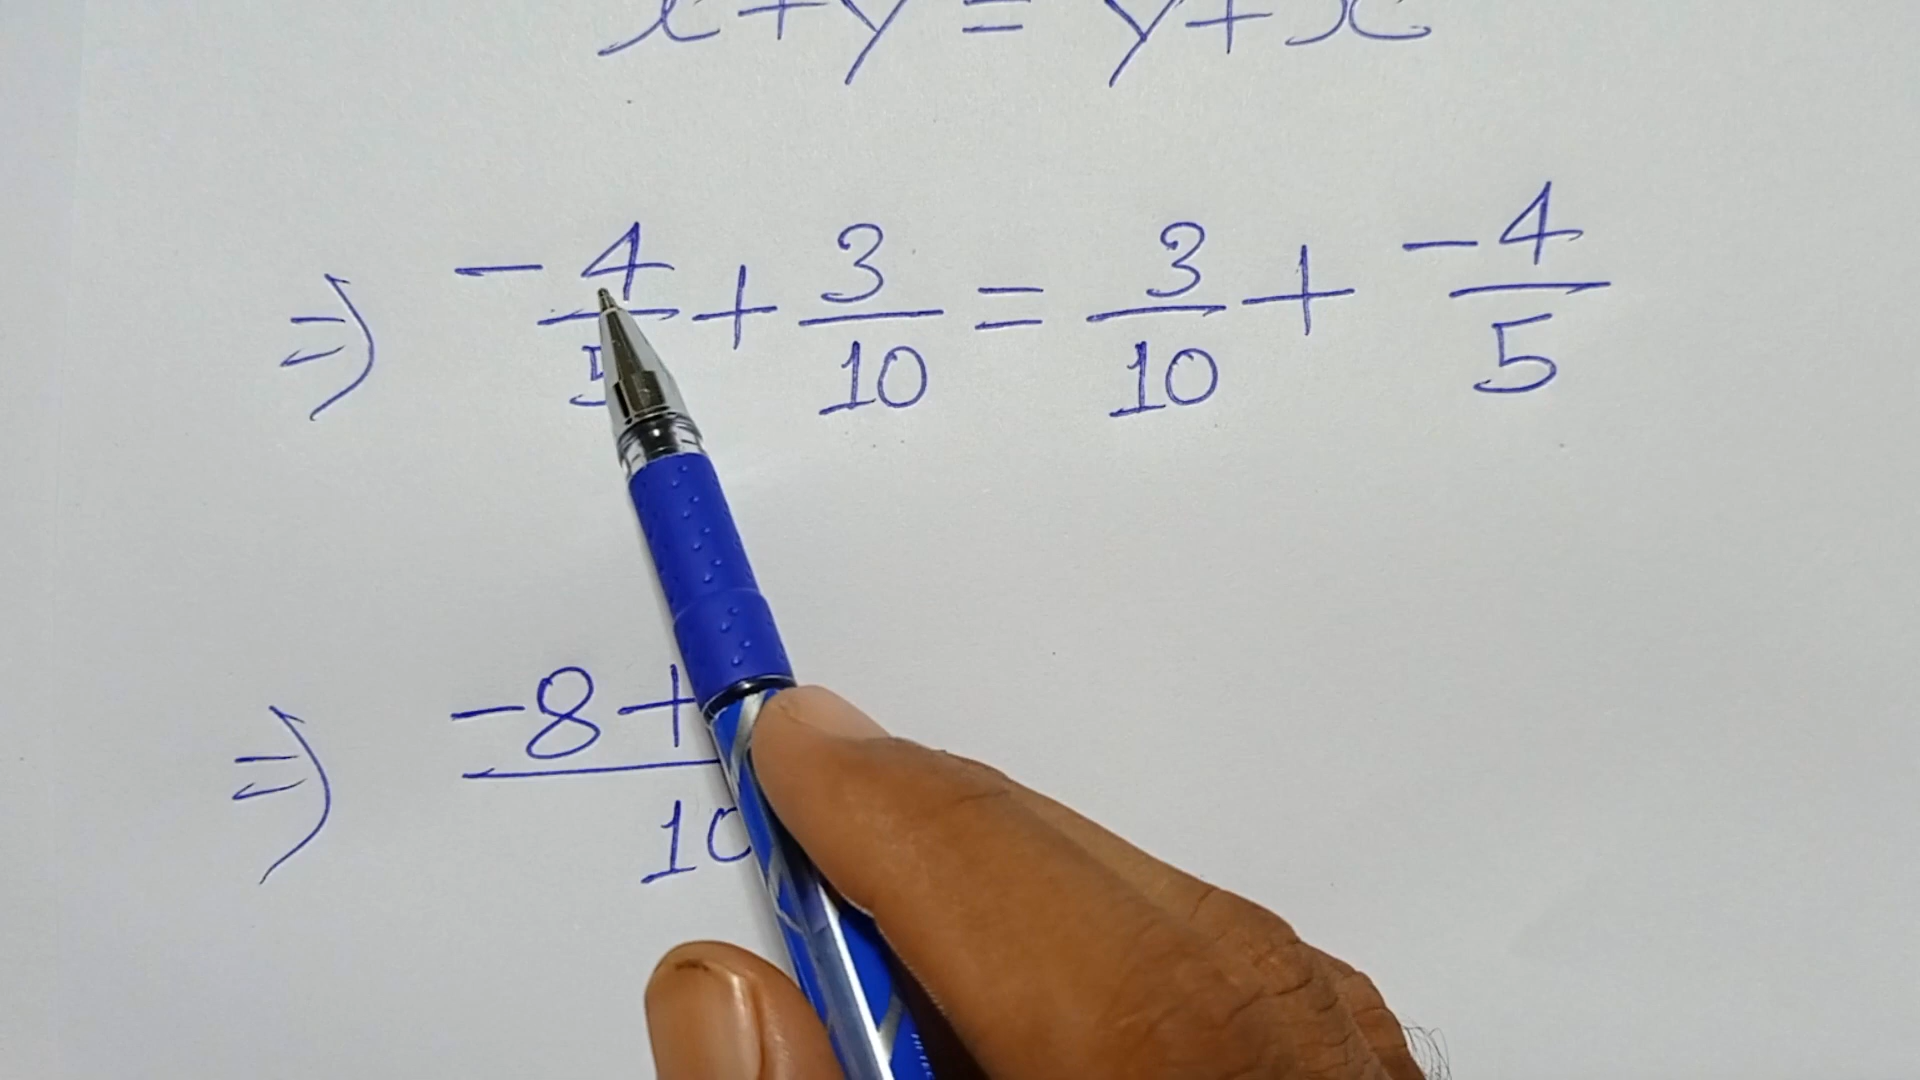 x+y = y+x
=) -4/5 + 3/10 = 3/10 + -4/5
=) -8+ / 10